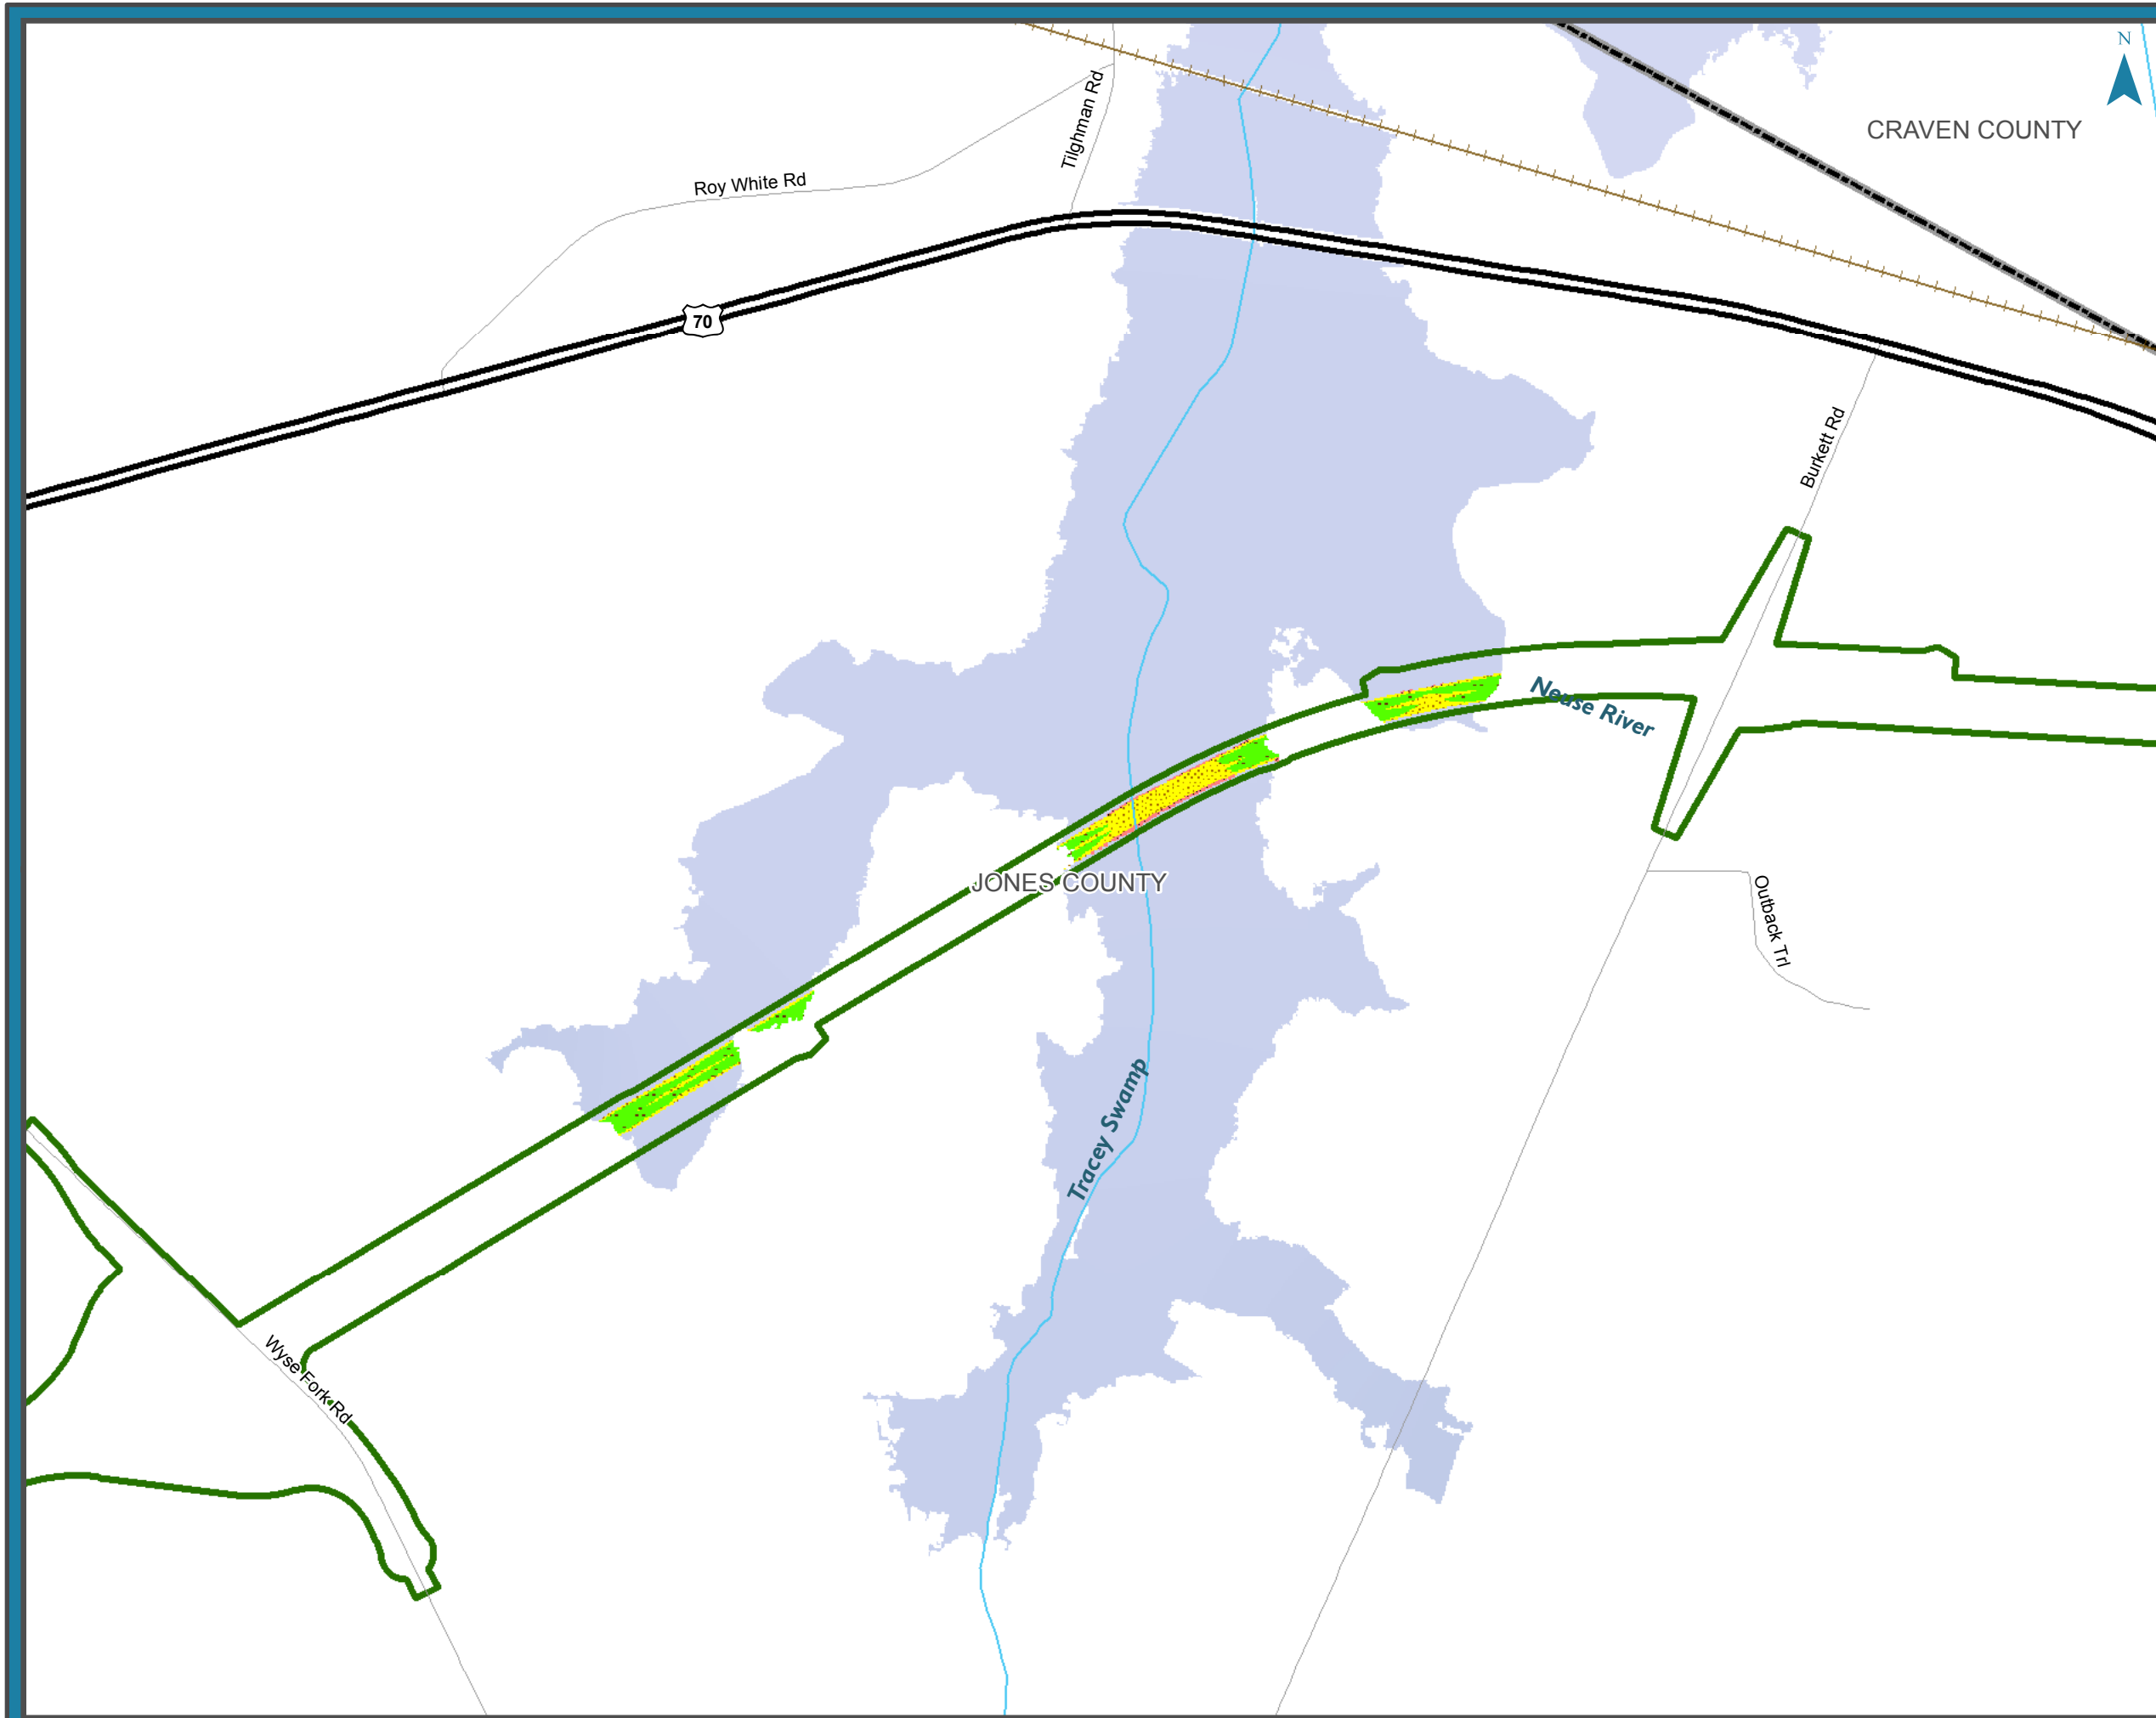 N
CRAVEN COUNTY
Tilghman Rd
Roy White Rd
70
Burkett Rd
Neuse River
JONES COUNTY
Outback Trl
Tracey Swamp
Wyse Fork Rd